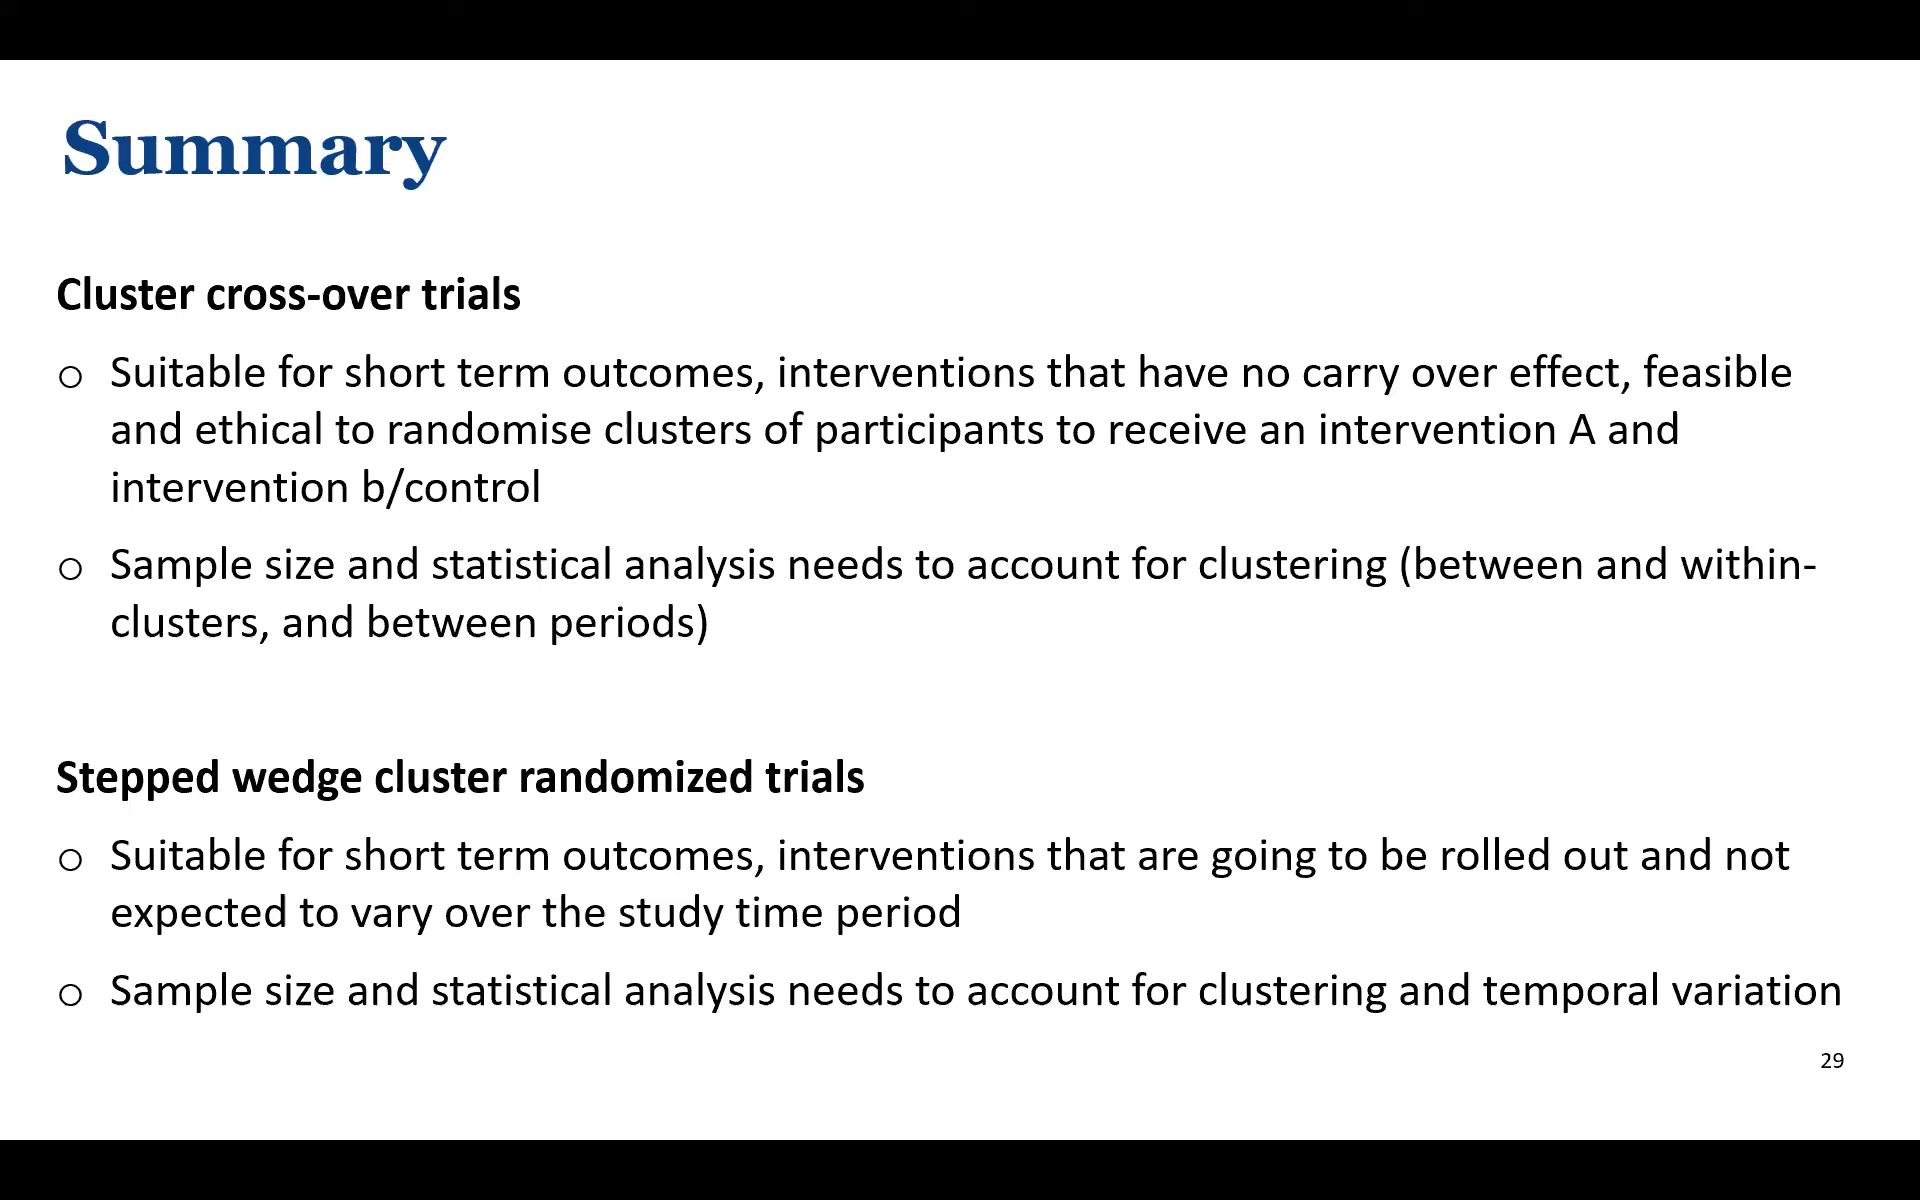 Summary
Cluster cross-over trials
○ Suitable for short term outcomes, interventions that have no carry over effect, feasible
and ethical to randomise clusters of participants to receive an intervention A and
intervention b/control
○ Sample size and statistical analysis needs to account for clustering (between and within-
clusters, and between periods)
Stepped wedge cluster randomized trials
○ Suitable for short term outcomes, interventions that are going to be rolled out and not
expected to vary over the study time period
○ Sample size and statistical analysis needs to account for clustering and temporal variation
29